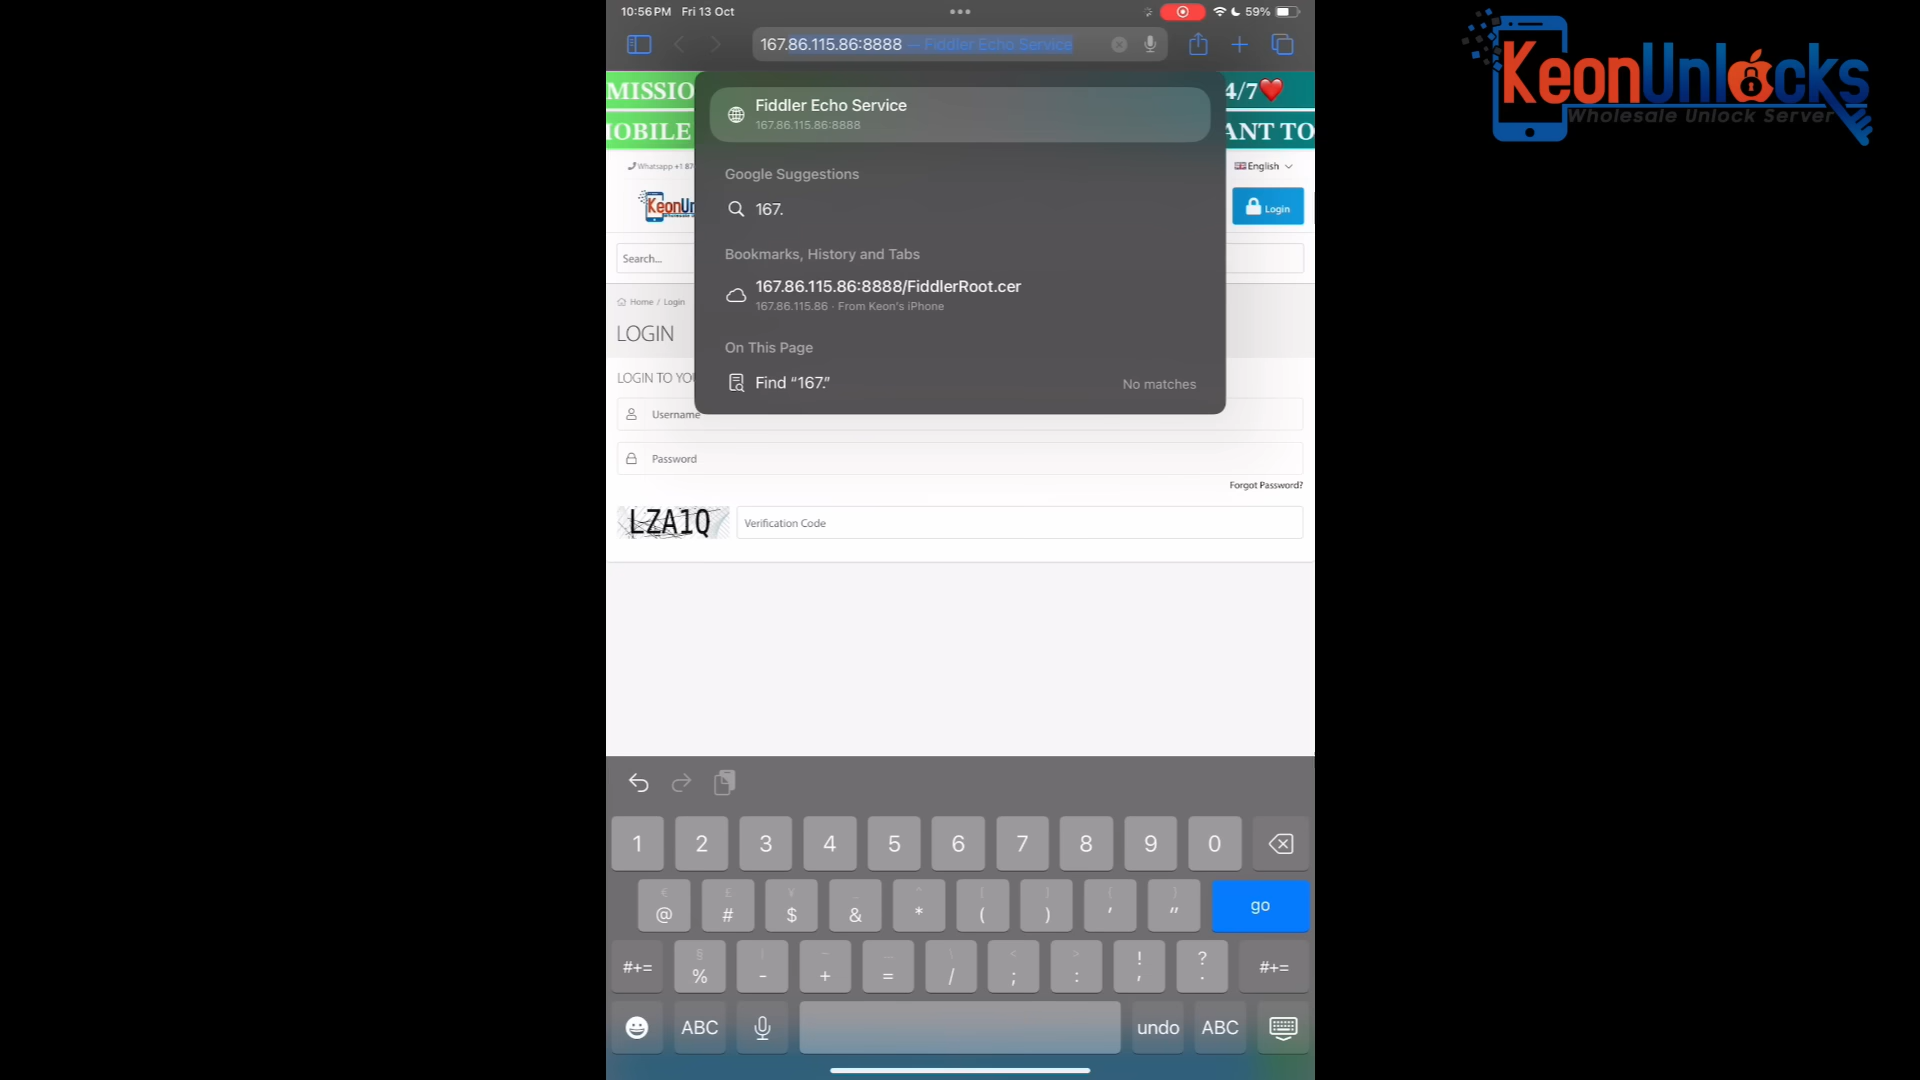 10:56 PM Fri 13 Oct
59%
167.86.115.86:8888 — Fiddler Echo Service
KeonUnlocks
Wholesale Unlock Server
MISSIO
4/7❤️
Fiddler Echo Service
167.86.115.86:8888
OBILE
ANT TO
Whatsapp +1 87
English
Google Suggestions
167.
KeonUn
Login
Search...
Bookmarks, History and Tabs
167.86.115.86:8888/FiddlerRoot.cer
167.86.115.86 · From Keon's iPhone
Home / Login
LOGIN
On This Page
Find “167.”
No matches
LOGIN TO YO
Username
Password
Forgot Password?
LZA1Q
Verification Code
1 2 3 4 5 6 7 8 9 0
@ # $ & * ( ) ' "
go
#+= % - + = / ; : ! , ? . #+=
ABC undo ABC